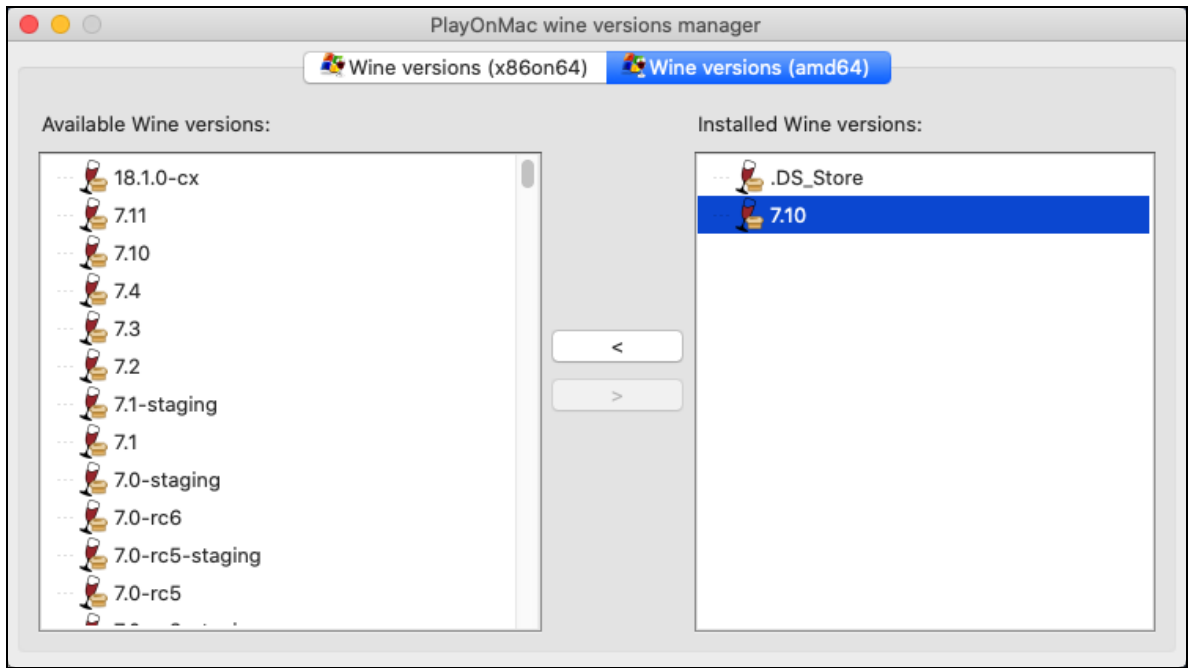 PlayOnMac wine versions manager
Wine versions (x86on64)
Wine versions (amd64)
Available Wine versions:
18.1.0-cx
7.11
7.10
7.4
7.3
7.2
7.1-staging
7.1
7.0-staging
7.0-rc6
7.0-rc5-staging
7.0-rc5
<
>
Installed Wine versions:
.DS_Store
7.10